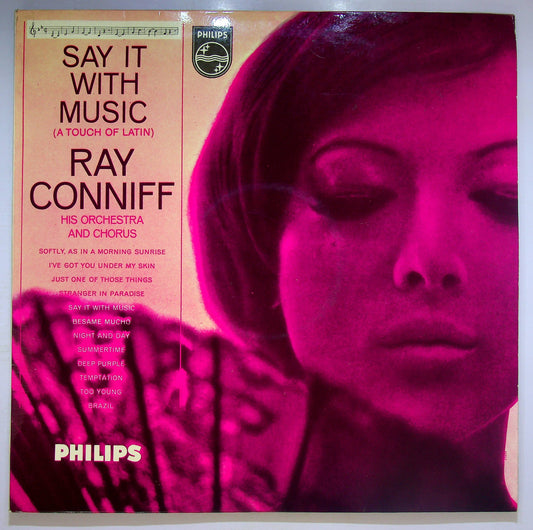 PHILIPS
SAY IT
WITH
MUSIC
(A TOUCH OF LATIN)
RAY
CONNIFF
HIS ORCHESTRA
AND CHORUS
SOFTLY, AS IN A MORNING SUNRISE
I'VE GOT YOU UNDER MY SKIN
JUST ONE OF THOSE THINGS
STRANGER IN PARADISE
SAY IT WITH MUSIC
BESAME MUCHO
NIGHT AND DAY
SUMMERTIME
DEEP PURPLE
TEMPTATION
TOO YOUNG
BRAZIL
PHILIPS